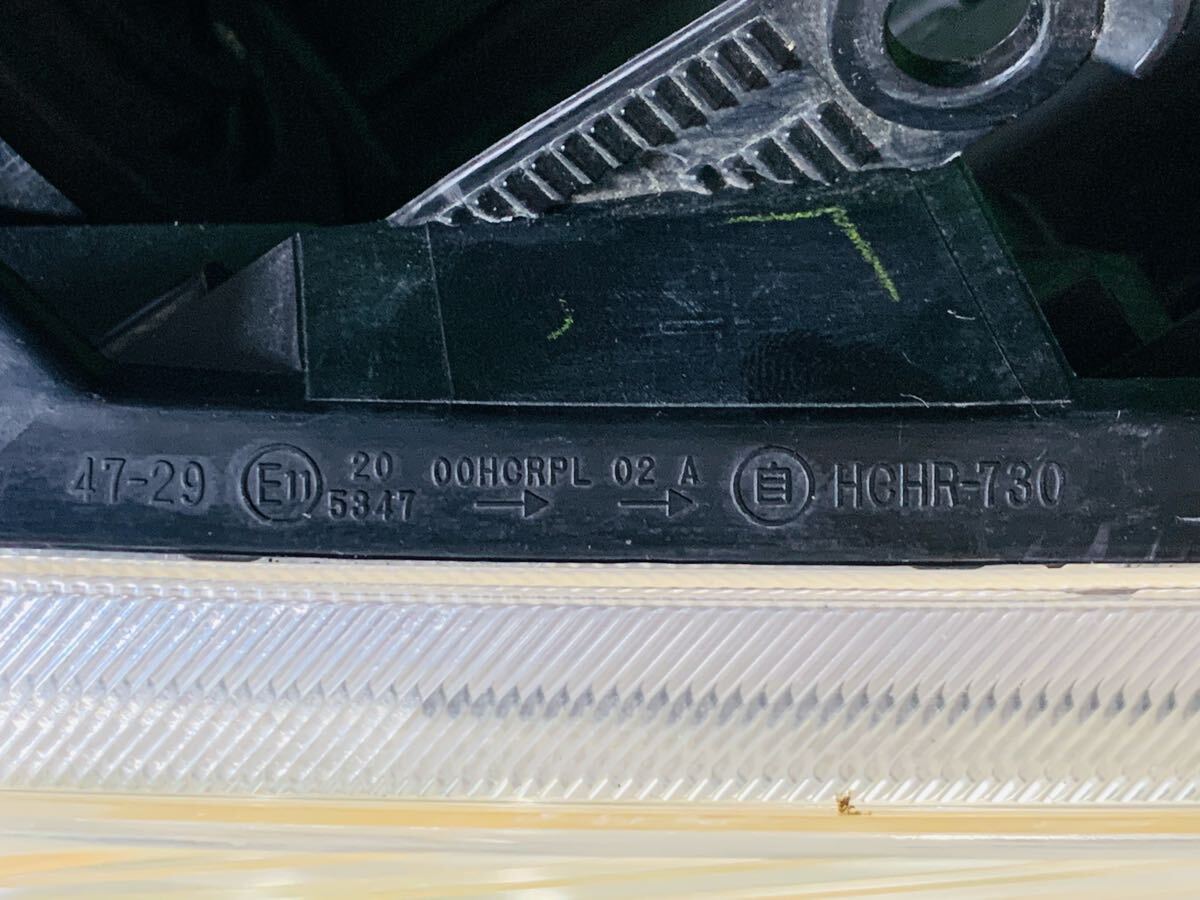 47-29 E11 20 5347 00HCRPL 02 A 自 HCHR-730
→ →